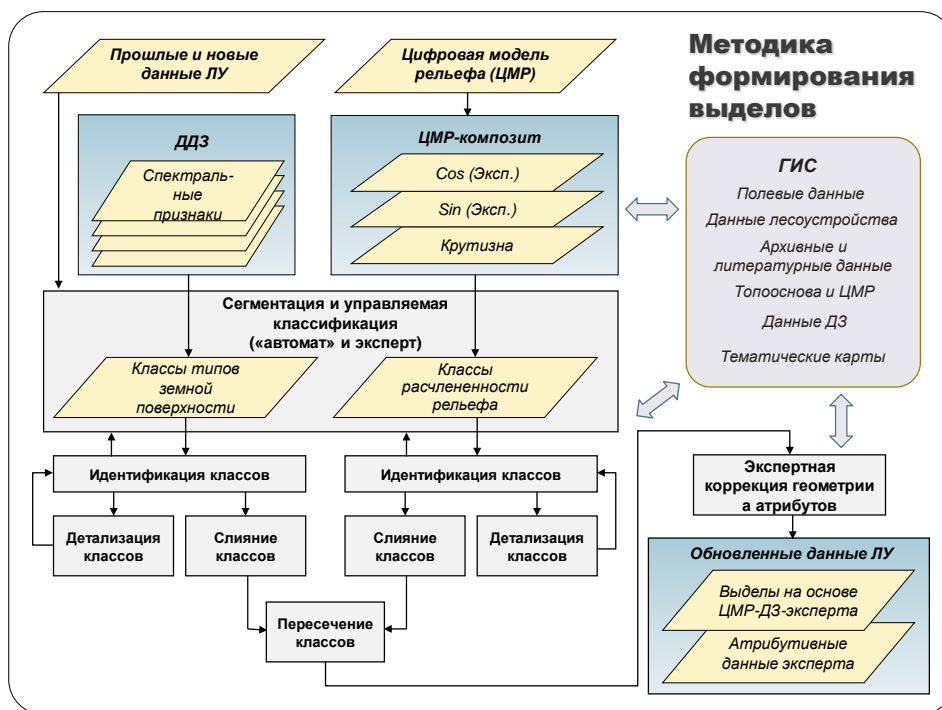 Методика
формирования
выделов
Прошлые и новые
данные ЛУ
Цифровая модель
рельефа (ЦМР)
ДДЗ
Спектраль-
ные
признаки
ЦМР-композит
Cos (Эксп.)
Sin (Эксп.)
Крутизна
ГИС
Полевые данные
Данные лесоустройства
Архивные и
литературные данные
Топооснова и ЦМР
Данные ДЗ
Тематические карты
Сегментация и управляемая
классификация
(«автомат» и эксперт)
Классы типов
земной
поверхности
Классы
расчлененности
рельефа
Идентификация классов
Идентификация классов
Детализация
классов
Слияние
классов
Слияние
классов
Детализация
классов
Пересечение
классов
Экспертная
коррекция геометрии
а атрибутов
Обновленные данные ЛУ
Выделы на основе
ЦМР-ДЗ-эксперта
Атрибутивные
данные эксперта